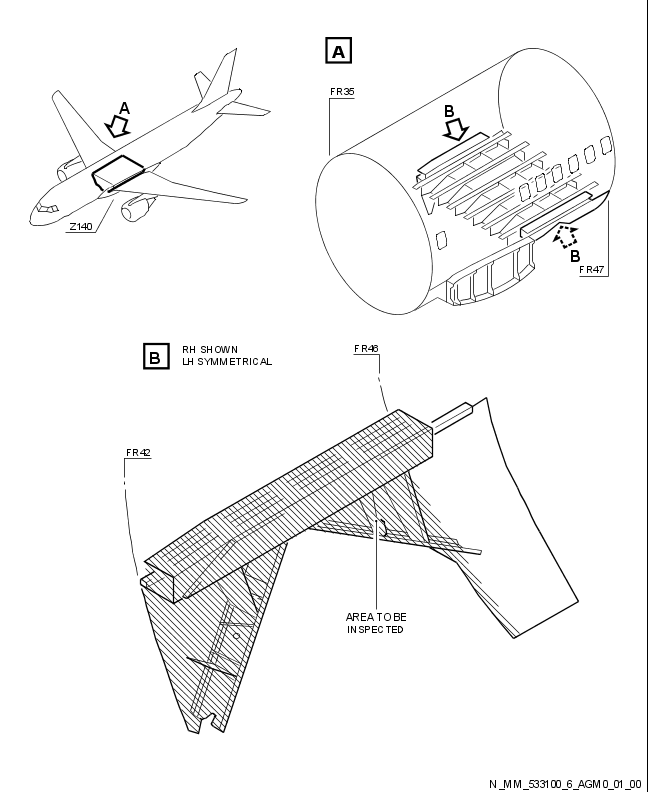 A
FR35
A
B
Z140
B
FR47
B
RH SHOWN
LH SYMMETRICAL
FR46
FR42
AREA TO BE
INSPECTED
N_MM_533100_6_AGM0_01_00